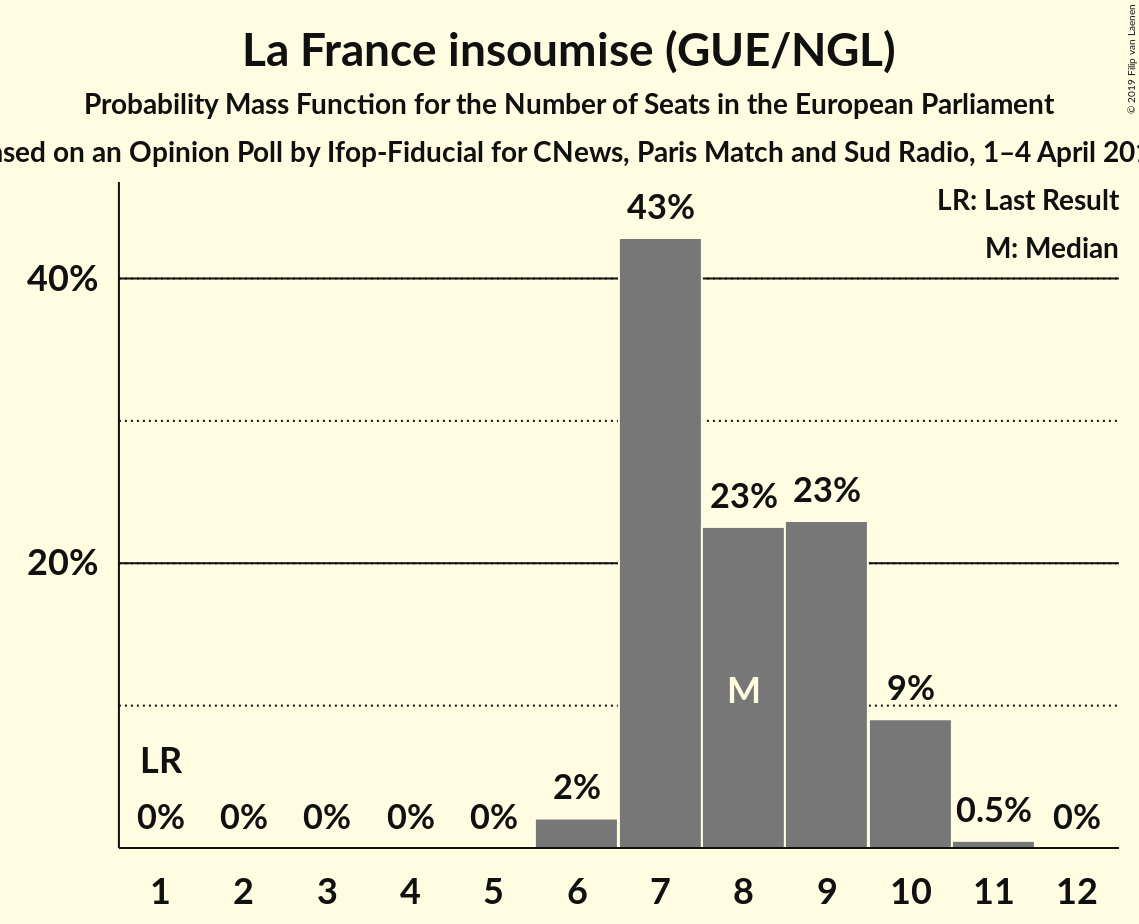 La France insoumise (GUE/NGL)
Probability Mass Function for the Number of Seats in the European Parliament
on an Opinion Poll by Ifop-Fiducial for CNews, Paris Match and Sud Radio, 1–4 April
© 2019 Filip van Laenen
LR: Last Result
M: Median
43%
40%
23% 23%
20%
M
9%
LR
2%
0% 0% 0% 0% 0% 0.5% 0%
1 2 3 4 5 6 7 8 9 10 11 12